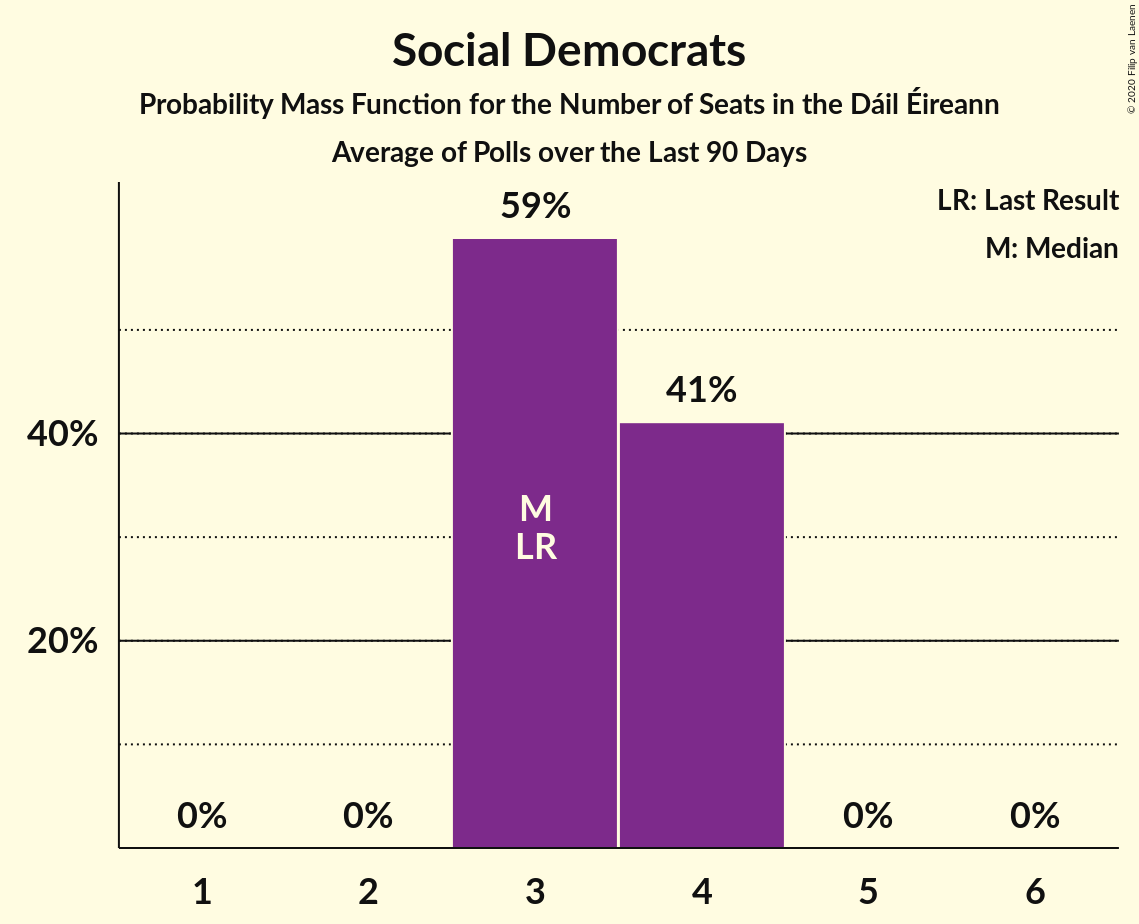 Social Democrats
Probability Mass Function for the Number of Seats in the Dáil Éireann
Average of Polls over the Last 90 Days
© 2020 Filip van Laenen
LR: Last Result
M: Median
59%
41%
40%
20%
M
LR
0%
0%
0%
0%
1
2
3
4
5
6